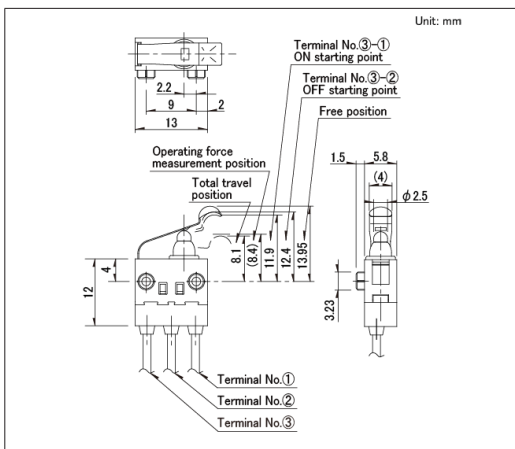 Unit: mm
Terminal No.③-①
ON starting point
Terminal No.③-②
OFF starting point
Free position
2.2
9
2
13
Operating force
measurement position
Total travel
position
1.5
5.8
(4)
φ2.5
8.1
(8.4)
11.9
12.4
13.95
4
12
3.23
Terminal No.①
Terminal No.②
Terminal No.③